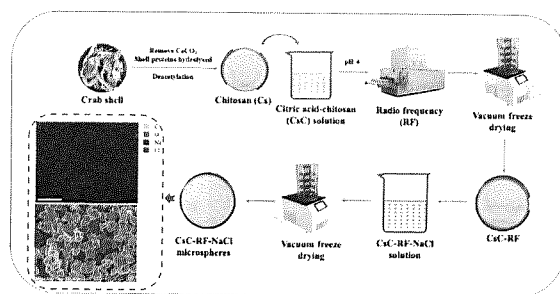 Remove CaCO3
Shell proteins hydrolysed
Deacetylation
Crab shell
Chitosan (Cs)
Citric acid-chitosan
(CsC) solution
pH 4
Radio frequency
(RF)
Vacuum freeze
drying
CsC-RF-NaCl
microspheres
Vacuum freeze
drying
CsC-RF-NaCl
solution
CsC-RF